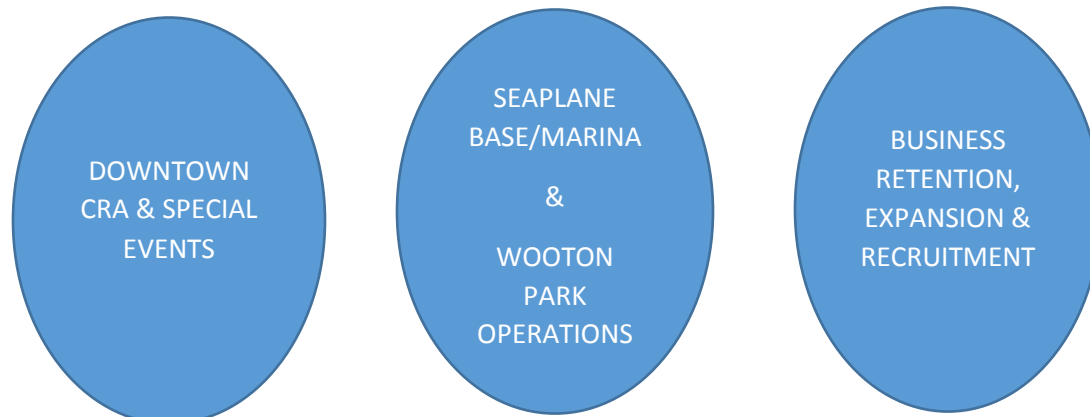 DOWNTOWN
CRA & SPECIAL
EVENTS
SEAPLANE
BASE/MARINA
&
WOOTON
PARK
OPERATIONS
BUSINESS
RETENTION,
EXPANSION &
RECRUITMENT